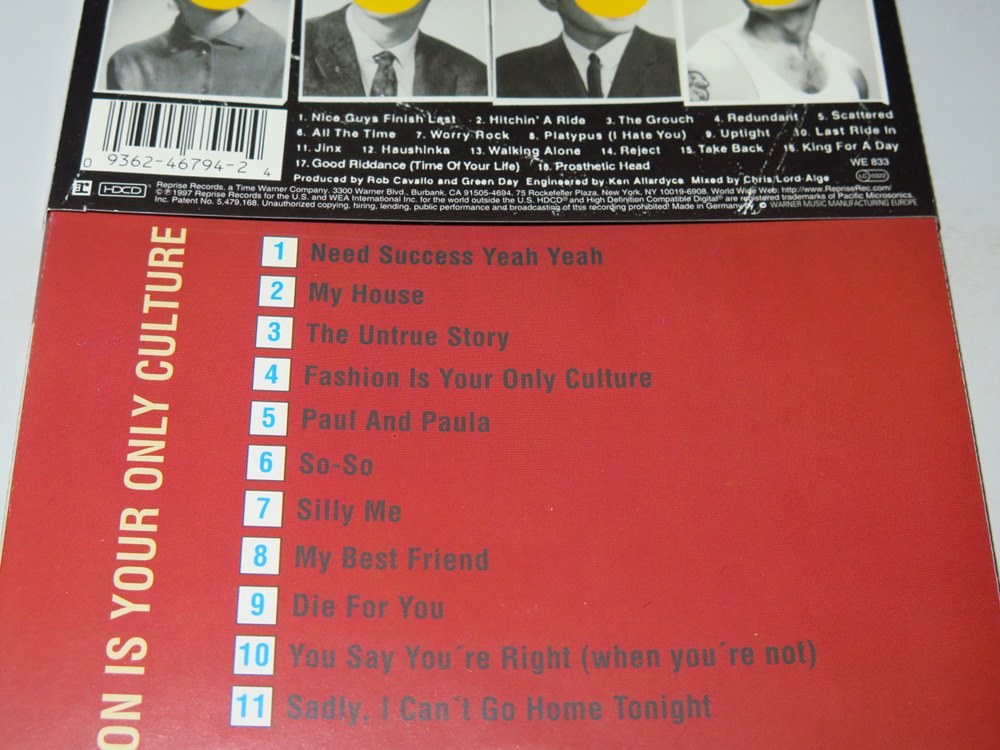 1. Nice Guys Finish Last 2. Hitchin' A Ride 3. The Grouch 4. Redundant 5. Scattered
6. All The Time 7. Worry Rock 8. Platypus (I Hate You) 9. Uptight 10. Last Ride In
11. Jinx 12. Haushinka 13. Walking Alone 14. Reject 15. Take Back 16. King For A Day
17. Good Riddance (Time Of Your Life) 18. Prosthetic Head
WE 833
LC 0323
0 9362-46794-2 4
Produced by Rob Cavallo and Green Day Engineered by Ken Allardyce. Mixed by Chris Lord-Alge
r HDCD
Reprise Records, a Time Warner Company. 3300 Warner Blvd., Burbank, CA 91505-4694, 75 Rockefeller Plaza, New York, NY 10019-6908. World Wide Web: http://www.RepriseRec.com/
©℗1997 Reprise Records for the U.S. and WEA International Inc. for the world outside the U.S. HDCD® and High Definition Compatible Digital® are registered trademarks of Pacific Microsonics
Inc. Patent No. 5.479,168. Unauthorized copying, hiring, lending, public performance and broadcasting of this recording prohibited! Made in Germany WARNER MUSIC MANUFACTURING EUROPE
ON IS YOUR ONLY CULTURE
1 Need Success Yeah Yeah
2 My House
3 The Untrue Story
4 Fashion Is Your Only Culture
5 Paul And Paula
6 So-So
7 Silly Me
8 My Best Friend
9 Die For You
10 You Say You´re Right (when you´re not)
11 Sadly, I Can´t Go Home Tonight